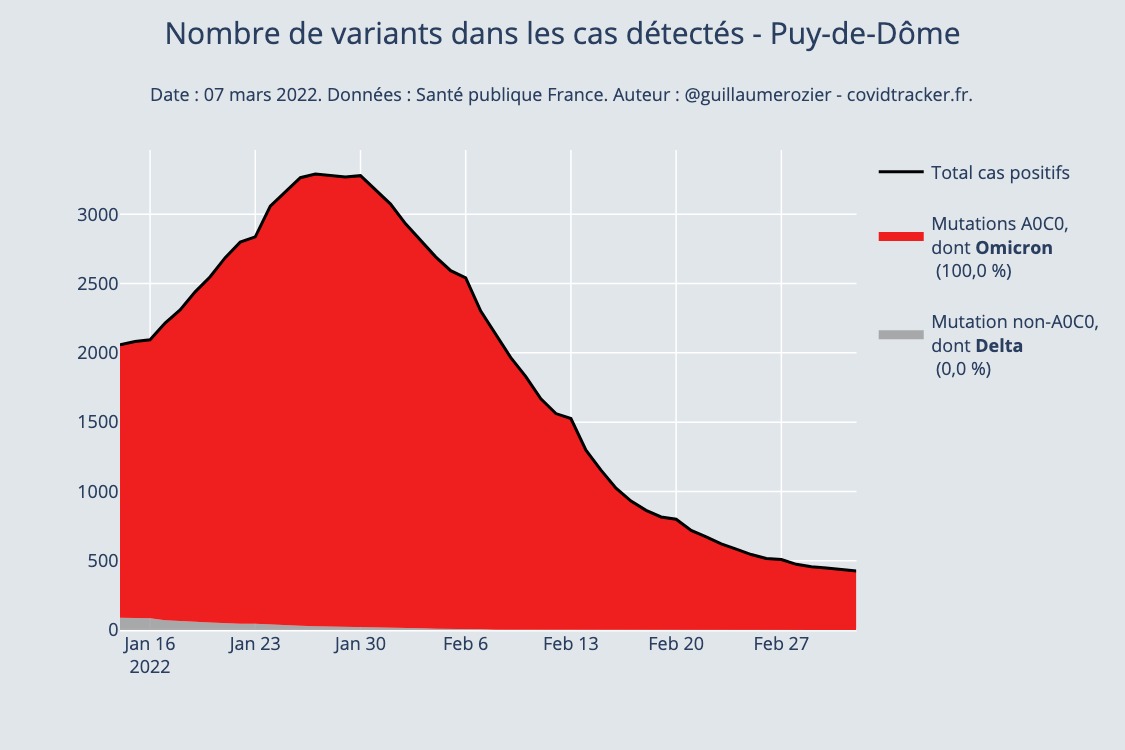 Nombre de variants dans les cas détectés - Puy-de-Dôme
Date : 07 mars 2022. Données : Santé publique France. Auteur : @guillaumerozier - covidtracker.fr.
Total cas positifs
Mutations A0C0,
dont Omicron
(100,0 %)
Mutation non-A0C0,
dont Delta
(0,0 %)
3000
2500
2000
1500
1000
500
0
Jan 16
2022
Jan 23
Jan 30
Feb 6
Feb 13
Feb 20
Feb 27